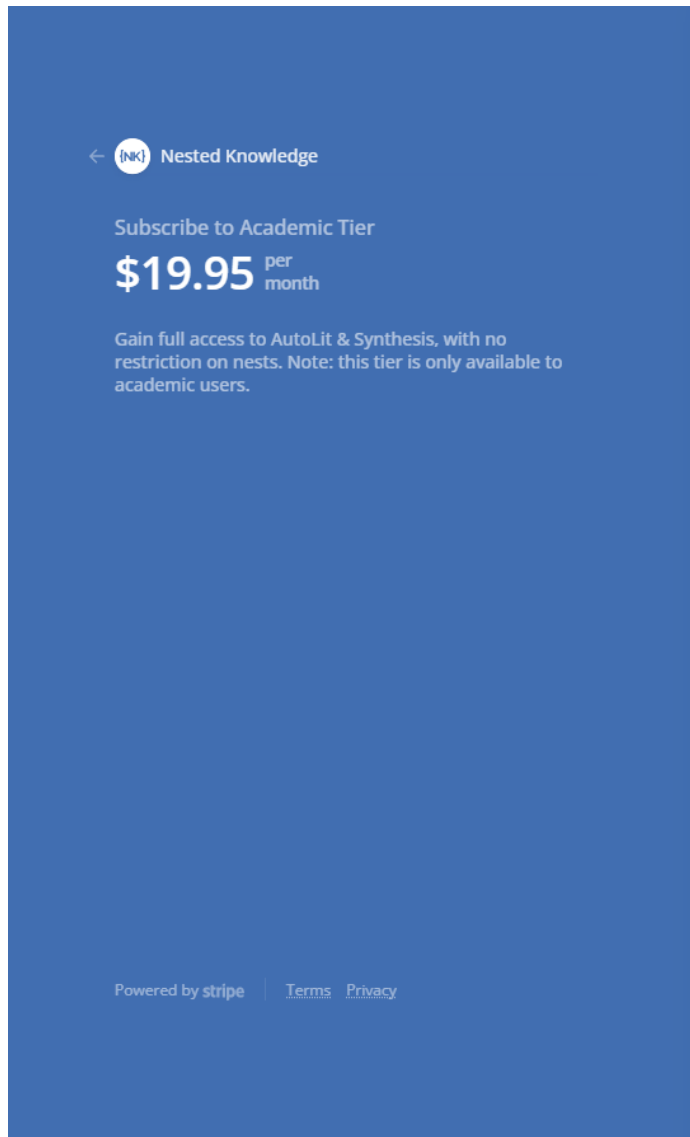 {NK} Nested Knowledge
Subscribe to Academic Tier
$19.95 per
month
Gain full access to AutoLit & Synthesis, with no
restriction on nests. Note: this tier is only available to
academic users.
Powered by stripe Terms Privacy